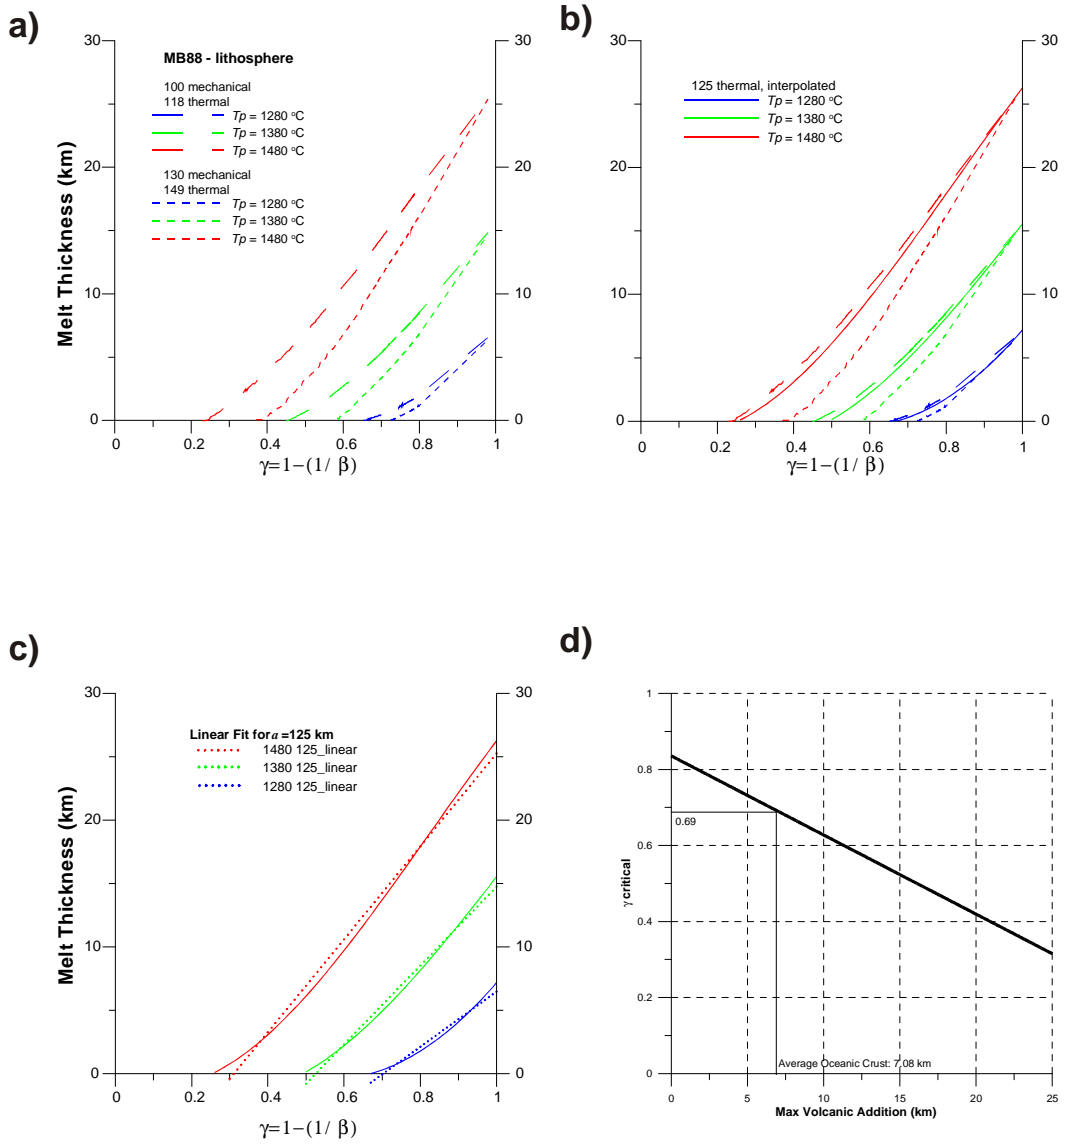 a)
MB88 - lithosphere
100 mechanical
118 thermal
Tp = 1280 °C
Tp = 1380 °C
Tp = 1480 °C
130 mechanical
149 thermal
Tp = 1280 °C
Tp = 1380 °C
Tp = 1480 °C
Melt Thickness (km)
30
20
10
0
30
20
10
0
0 0.2 0.4 0.6 0.8 1
γ=1−(1/ β)
b)
125 thermal, interpolated
Tp = 1280 °C
Tp = 1380 °C
Tp = 1480 °C
30
20
10
0
30
20
10
0
0 0.2 0.4 0.6 0.8 1
γ=1−(1/ β)
c)
Linear Fit for a =125 km
1480 125_linear
1380 125_linear
1280 125_linear
Melt Thickness (km)
30
20
10
0
30
20
10
0
0 0.2 0.4 0.6 0.8 1
γ=1−(1/ β)
d)
γ critical
1
0.8
0.6
0.4
0.2
0
0.69
Average Oceanic Crust: 7.08 km
0 5 10 15 20 25
Max Volcanic Addition (km)